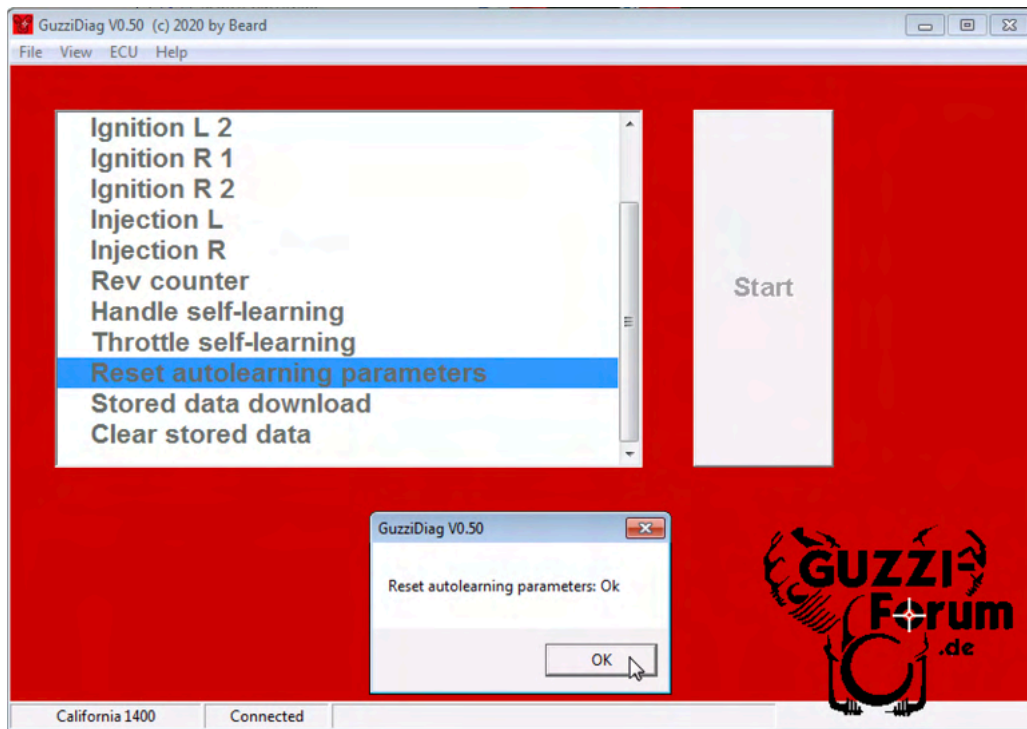 GuzziDiag V0.50 (c) 2020 by Beard
File View ECU Help
Ignition L 2
Ignition R 1
Ignition R 2
Injection L
Injection R
Rev counter
Handle self-learning
Throttle self-learning
Reset autolearning parameters
Stored data download
Clear stored data
Start
GuzziDiag V0.50
Reset autolearning parameters: Ok
OK
GUZZI-
Forum
.de
California 1400 Connected